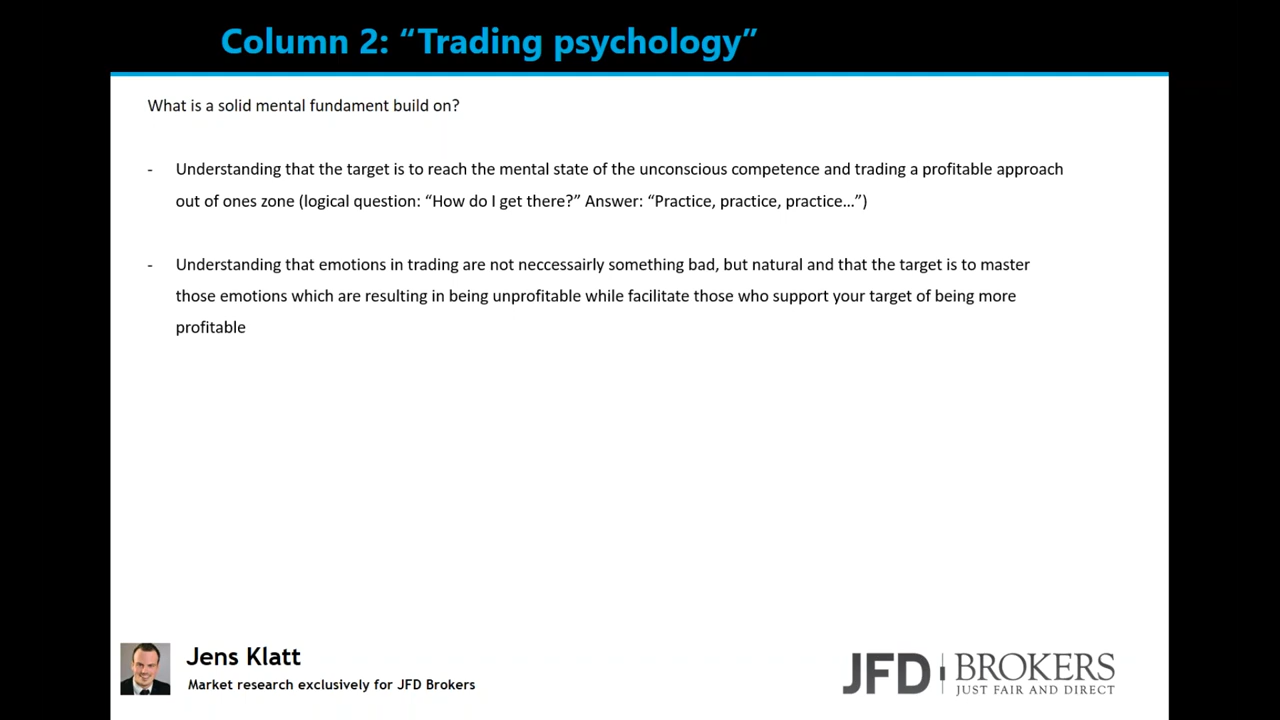 Column 2: “Trading psychology”
What is a solid mental fundament build on?
- Understanding that the target is to reach the mental state of the unconscious competence and trading a profitable approach
out of ones zone (logical question: “How do I get there?” Answer: “Practice, practice, practice…”)
- Understanding that emotions in trading are not neccessairly something bad, but natural and that the target is to master
those emotions which are resulting in being unprofitable while facilitate those who support your target of being more
profitable
Jens Klatt
Market research exclusively for JFD Brokers
JFD BROKERS
JUST FAIR AND DIRECT